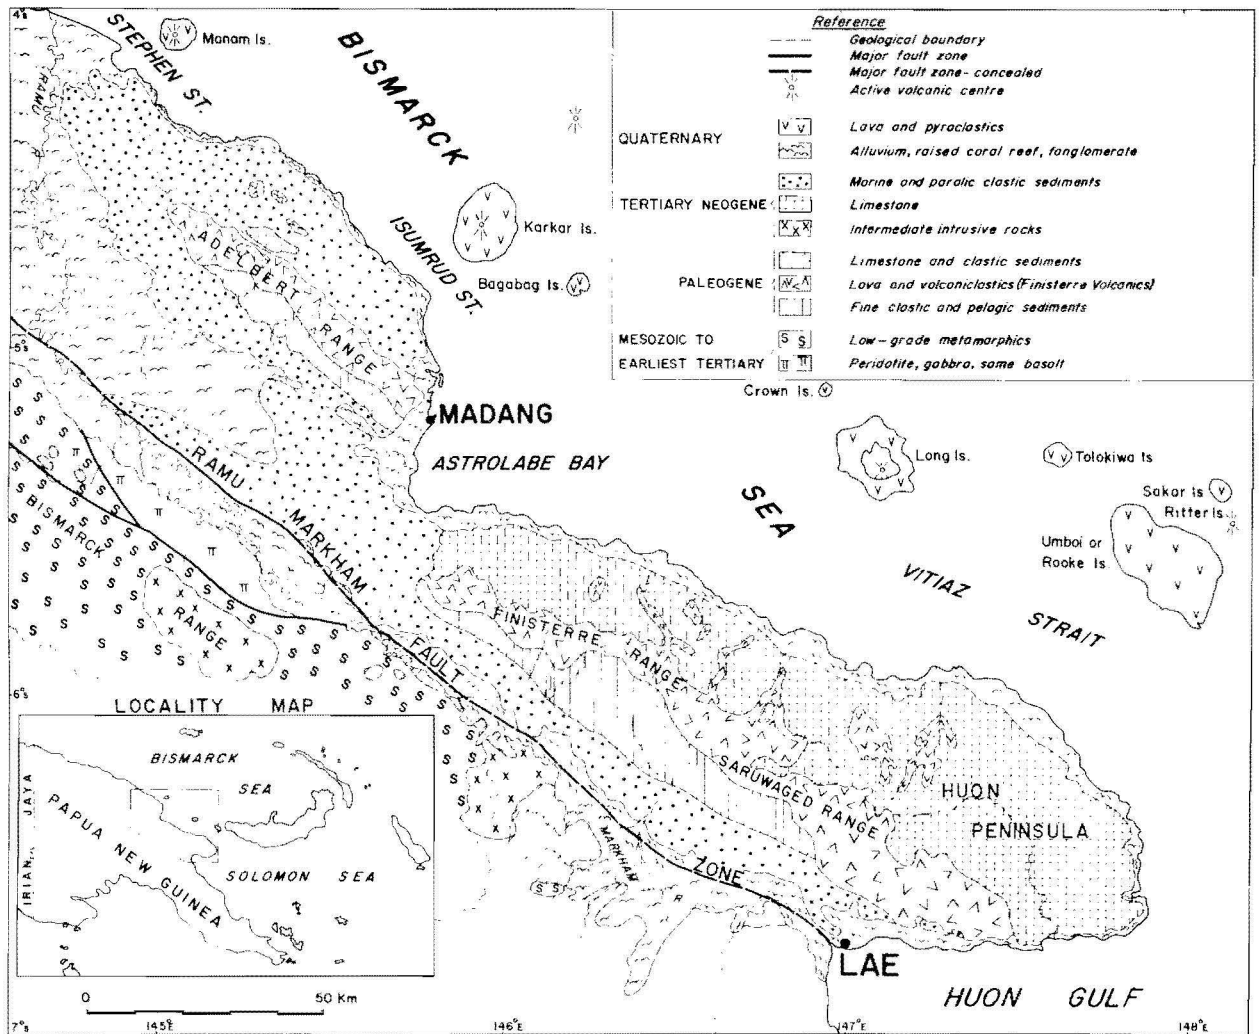 4°s
STEPHEN ST.
Manam Is.
BISMARCK
RAMU
R
ISUMRUD ST.
Karkar Is.
Bagabag Is.
ADELBERT
RANGE
Reference
Geological boundary
Major fault zone
Major fault zone-concealed
Active volcanic centre
QUATERNARY
Lava and pyroclastics
Alluvium, raised coral reef, fanglomerate
Marine and paralic clastic sediments
TERTIARY NEOGENE
Limestone
Intermediate intrusive rocks
Limestone and clastic sediments
PALEOGENE
Lava and volcaniclastics (Finisterre Volcanics)
Fine clastic and pelagic sediments
MESOZOIC TO
Low-grade metamorphics
EARLIEST TERTIARY
Peridotite, gabbro, some basalt
5°s
Crown Is.
MADANG
ASTROLABE BAY
SEA
Long Is.
Tolokiwa Is
Sakar Is
Ritter Is.
Umboi or
Rooke Is.
VITIAZ
STRAIT
RAMU
MARKHAM
FAULT
ZONE
BISMARCK
RANGE
FINISTERRE
RANGE
SARUWAGED RANGE
HUON
PENINSULA
MARKHAM
R
6°s
LOCALITY MAP
BISMARCK
SEA
IRIAN JAYA
PAPUA NEW GUINEA
SOLOMON SEA
0 50 Km
LAE
HUON GULF
7°s
145°E
146°E
147°E
148°E